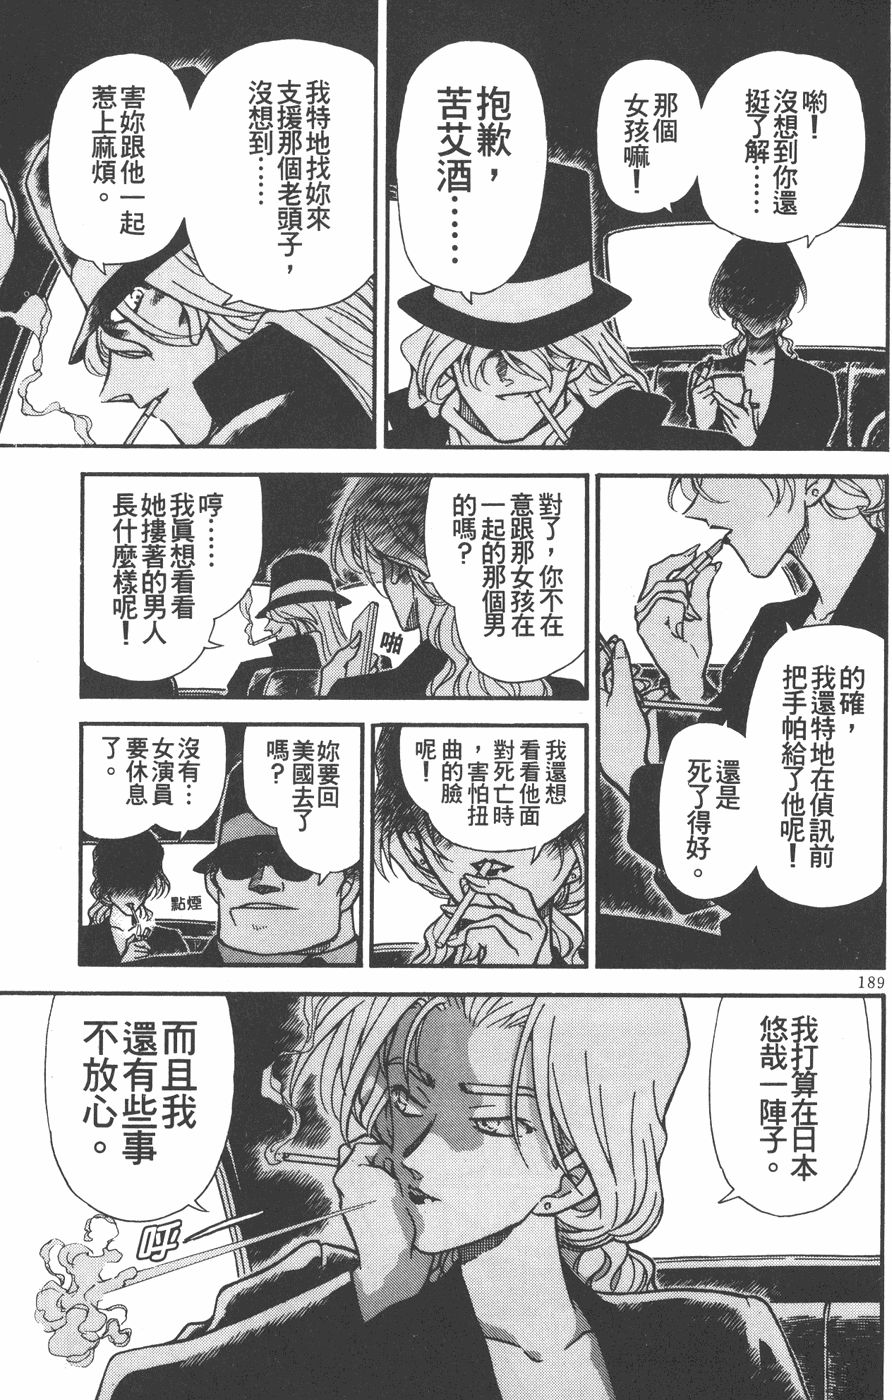 喲！
沒想到你還
挺了解……
那個
女孩嘛！
抱歉，
苦艾酒……
我特地找妳來
支援那個老頭子，
沒想到……
害妳跟他一起
惹上麻煩。
的確，
我還特地在偵訊前
把手帕給了他呢！
還是
死了得好。
對了，你不在
意跟那女孩在
一起的那個男
的嗎？
啪
哼……
我眞想看看
她摟著的男人
長什麼樣呢！
我還想
看看他面
對死亡時
，害怕扭
曲的臉
呢！
妳要回
美國去了
嗎？
沒有…
女演員
要休息
了。
點煙
189
我打算在日本
悠哉一陣子。
而且我
還有些事
不放心。
呼